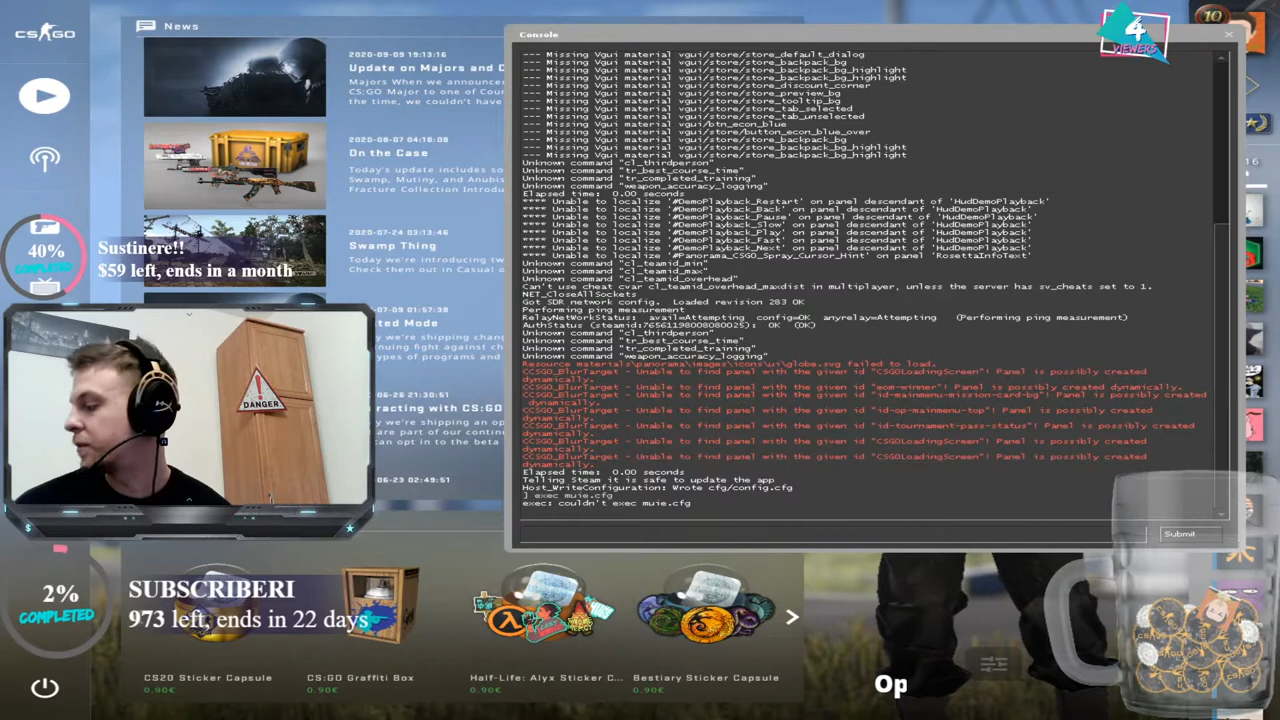 CS:GO
News
2020-09-09 19:13:16
Update on Majors and D
Majors When we announce
CS:GO Major to one of Cour
the time, we couldn't have
2020-08-07 04:16:08
On the Case
Today's update includes so
Swamp, Mutiny, and Anubis
Fracture Collection Introdu
2020-07-24 03:13:46
Swamp Thing
Today we're introducing tw
Check them out in Casual o
-07-09 01:57:38
ted Mode
e're shipping chang
nuing fight against ch
ypes of programs and
-06-26 21:30:51
racting with CS:GO
we're shipping an op
are part of our contin
an opt in to the beta
-06-23 02:49:51
40%
COMPLETED
Sustinere!!
$59 left, ends in a month
DANGER
2%
COMPLETED
SUBSCRIBERI
973 left, ends in 22 days
CS20 Sticker Capsule
0.90€
CS:GO Graffiti Box
0.90€
Half-Life: Alyx Sticker C...
0.90€
Bestiary Sticker Capsule
0.90€
Op
4
VIEWERS
10
Console
--- Missing Vgui material vgui/store/store_default_dialog
--- Missing Vgui material vgui/store/store_backpack_bg
--- Missing Vgui material vgui/store/store_backpack_bg_highlight
--- Missing Vgui material vgui/store/store_backpack_bg_highlight
--- Missing Vgui material vgui/store/store_discount_corner
--- Missing Vgui material vgui/store/store_preview_bg
--- Missing Vgui material vgui/store/store_tooltip_bg
--- Missing Vgui material vgui/store/store_tab_selected
--- Missing Vgui material vgui/store/store_tab_unselected
--- Missing Vgui material vgui/btn_econ_blue
--- Missing Vgui material vgui/store/button_econ_blue_over
--- Missing Vgui material vgui/store/store_backpack_bg
--- Missing Vgui material vgui/store/store_backpack_bg_highlight
--- Missing Vgui material vgui/store/store_backpack_bg_highlight
Unknown command "cl_thirdperson"
Unknown command "tr_best_course_time"
Unknown command "tr_completed_training"
Unknown command "weapon_accuracy_logging"
Elapsed time: 0.00 seconds
**** Unable to localize '#DemoPlayback_Restart' on panel descendant of 'HudDemoPlayback'
**** Unable to localize '#DemoPlayback_Back' on panel descendant of 'HudDemoPlayback'
**** Unable to localize '#DemoPlayback_Pause' on panel descendant of 'HudDemoPlayback'
**** Unable to localize '#DemoPlayback_Slow' on panel descendant of 'HudDemoPlayback'
**** Unable to localize '#DemoPlayback_Play' on panel descendant of 'HudDemoPlayback'
**** Unable to localize '#DemoPlayback_Fast' on panel descendant of 'HudDemoPlayback'
**** Unable to localize '#DemoPlayback_Next' on panel descendant of 'HudDemoPlayback'
**** Unable to localize '#Panorama_CSGO_Spray_Cursor_Hint' on panel 'RosettaInfoText'
Unknown command "cl_teamid_min"
Unknown command "cl_teamid_max"
Unknown command "cl_teamid_overhead"
Can't use cheat cvar cl_teamid_overhead_maxdist in multiplayer, unless the server has sv_cheats set to 1.
NET_CloseAllSockets
Got SDR network config. Loaded revision 283 OK
Performing ping measurement
RelayNetWorkStatus: avail=Attempting config=OK anyrelay=Attempting (Performing ping measurement)
AuthStatus (steamid:76561198008080025): OK (OK)
Unknown command "cl_thirdperson"
Unknown command "tr_best_course_time"
Unknown command "tr_completed_training"
Unknown command "weapon_accuracy_logging"
Resource materials\panorama\images\icons\ui\globe.svg failed to load.
CCSGO_BlurTarget - Unable to find panel with the given id "CSGOLoadingScreen"! Panel is possibly created
dynamically.
CCSGO_BlurTarget - Unable to find panel with the given id "eom-winner"! Panel is possibly created dynamically.
CCSGO_BlurTarget - Unable to find panel with the given id "id-mainmenu-mission-card-bg"! Panel is possibly created
dynamically.
CCSGO_BlurTarget - Unable to find panel with the given id "id-op-mainmenu-top"! Panel is possibly created
dynamically.
CCSGO_BlurTarget - Unable to find panel with the given id "id-tournament-pass-status"! Panel is possibly created
dynamically.
CCSGO_BlurTarget - Unable to find panel with the given id "CSGOLoadingScreen"! Panel is possibly created
dynamically.
CCSGO_BlurTarget - Unable to find panel with the given id "CSGOLoadingScreen"! Panel is possibly created
dynamically.
Elapsed time: 0.00 seconds
Telling Steam it is safe to update the app
Host_WriteConfiguration: Wrote cfg/config.cfg
] exec muie.cfg
exec: couldn't exec muie.cfg
Submit